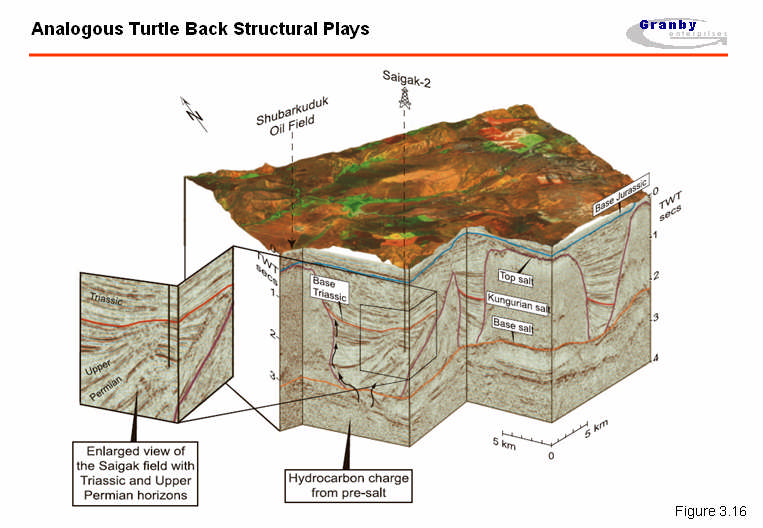 Analogous Turtle Back Structural Plays
Granby
enterprises
Saigak-2
Shubarkuduk
Oil Field
N
Base Jurassic
0
TWT
secs
1
2
3
4
0
TWT
secs
1
2
3
Base
Triassic
Top salt
Kungurian salt
Base salt
Triassic
Upper
Permian
5 km
0
5 km
Enlarged view of
the Saigak field with
Triassic and Upper
Permian horizons
Hydrocarbon charge
from pre-salt
Figure 3.16